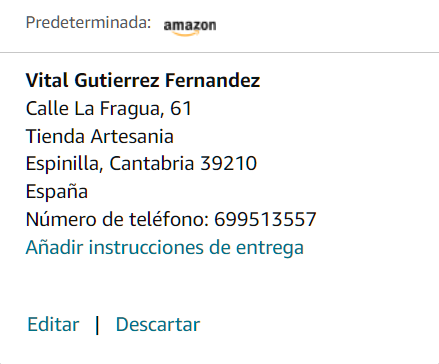 Predeterminada: amazon
Vital Gutierrez Fernandez
Calle La Fragua, 61
Tienda Artesania
Espinilla, Cantabria 39210
España
Número de teléfono: 699513557
Añadir instrucciones de entrega
Editar | Descartar